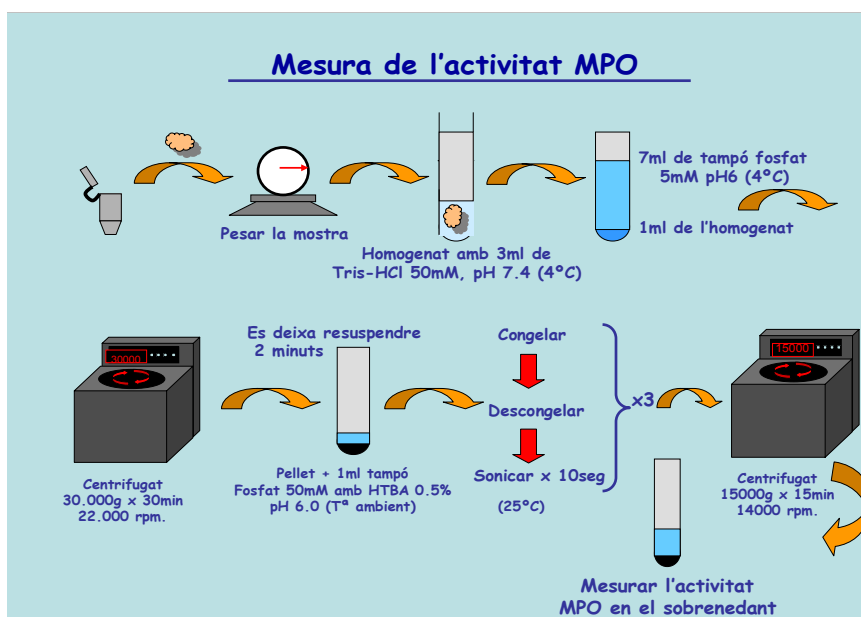 Mesura de l'activitat MPO
Pesar la mostra
Homogenat amb 3ml de
Tris-HCl 50mM, pH 7.4 (4ºC)
7ml de tampó fosfat
5mM pH6 (4ºC)
1ml de l'homogenat
30000
Centrifugat
30.000g x 30min
22.000 rpm.
Es deixa resuspendre
2 minuts
Pellet + 1ml tampó
Fosfat 50mM amb HTBA 0.5%
pH 6.0 (Tª ambient)
Congelar
Descongelar
Sonicar x 10seg
(25ºC)
x3
15000
Centrifugat
15000g x 15min
14000 rpm.
Mesurar l'activitat
MPO en el sobrenedant